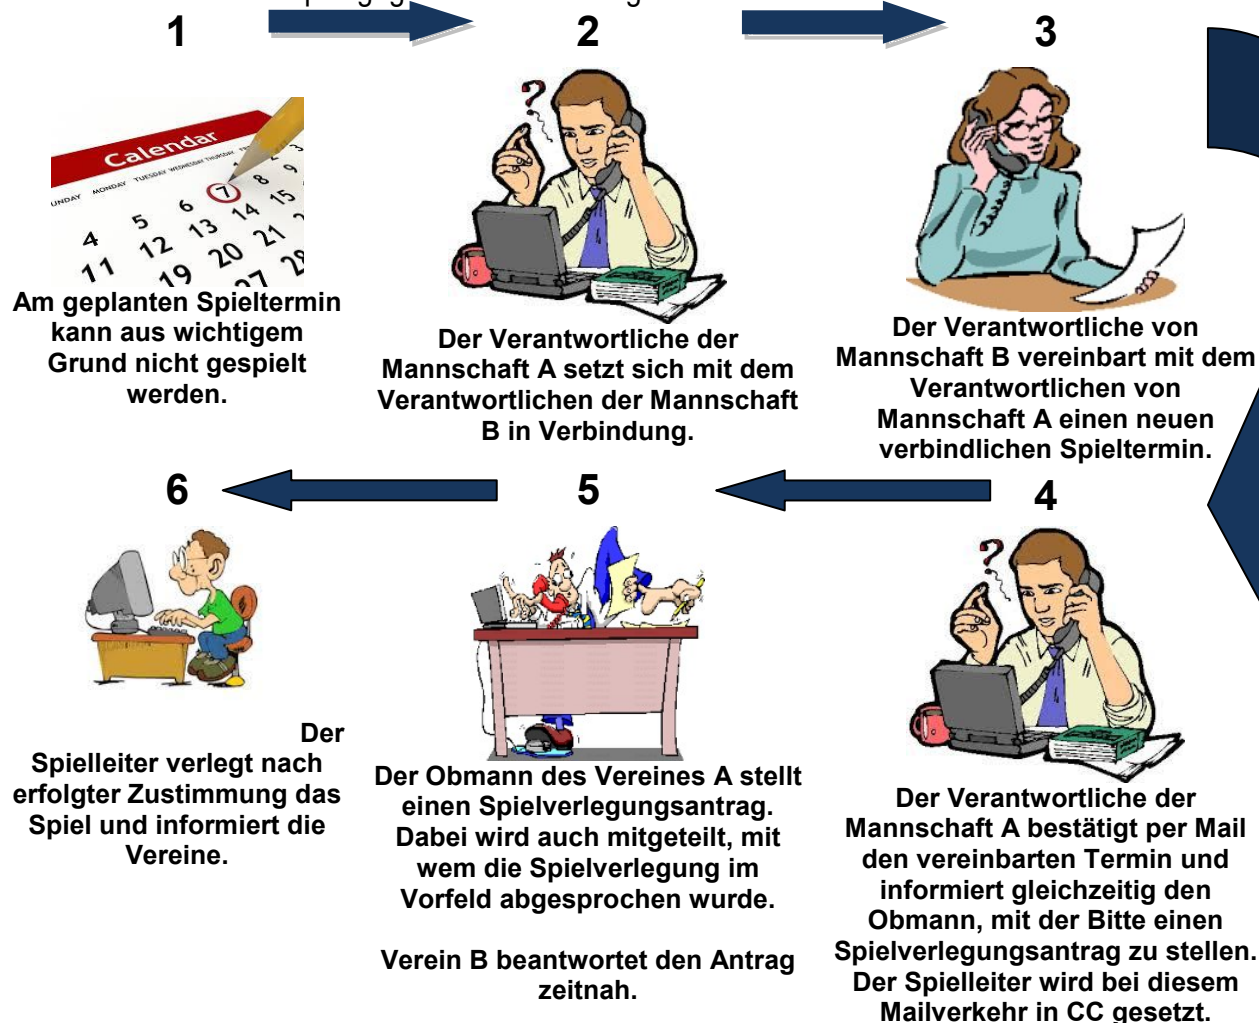 1
2
3
Calendar
MONDAY TUESDAY WEDNESDAY THURSDAY
7 8 9
4 5 6 13 14 15
11 12 19 20 21
27 28
Am geplanten Spieltermin
kann aus wichtigem
Grund nicht gespielt
werden.
?
Der Verantwortliche der
Mannschaft A setzt sich mit dem
Verantwortlichen der Mannschaft
B in Verbindung.
Der Verantwortliche von
Mannschaft B vereinbart mit dem
Verantwortlichen von
Mannschaft A einen neuen
verbindlichen Spieltermin.
4
?
Der Verantwortliche der
Mannschaft A bestätigt per Mail
den vereinbarten Termin und
informiert gleichzeitig den
Obmann, mit der Bitte einen
Spielverlegungsantrag zu stellen.
Der Spielleiter wird bei diesem
Mailverkehr in CC gesetzt.
5
Der Obmann des Vereines A stellt
einen Spielverlegungsantrag.
Dabei wird auch mitgeteilt, mit
wem die Spielverlegung im
Vorfeld abgesprochen wurde.
Verein B beantwortet den Antrag
zeitnah.
6
Der
Spielleiter verlegt nach
erfolgter Zustimmung das
Spiel und informiert die
Vereine.